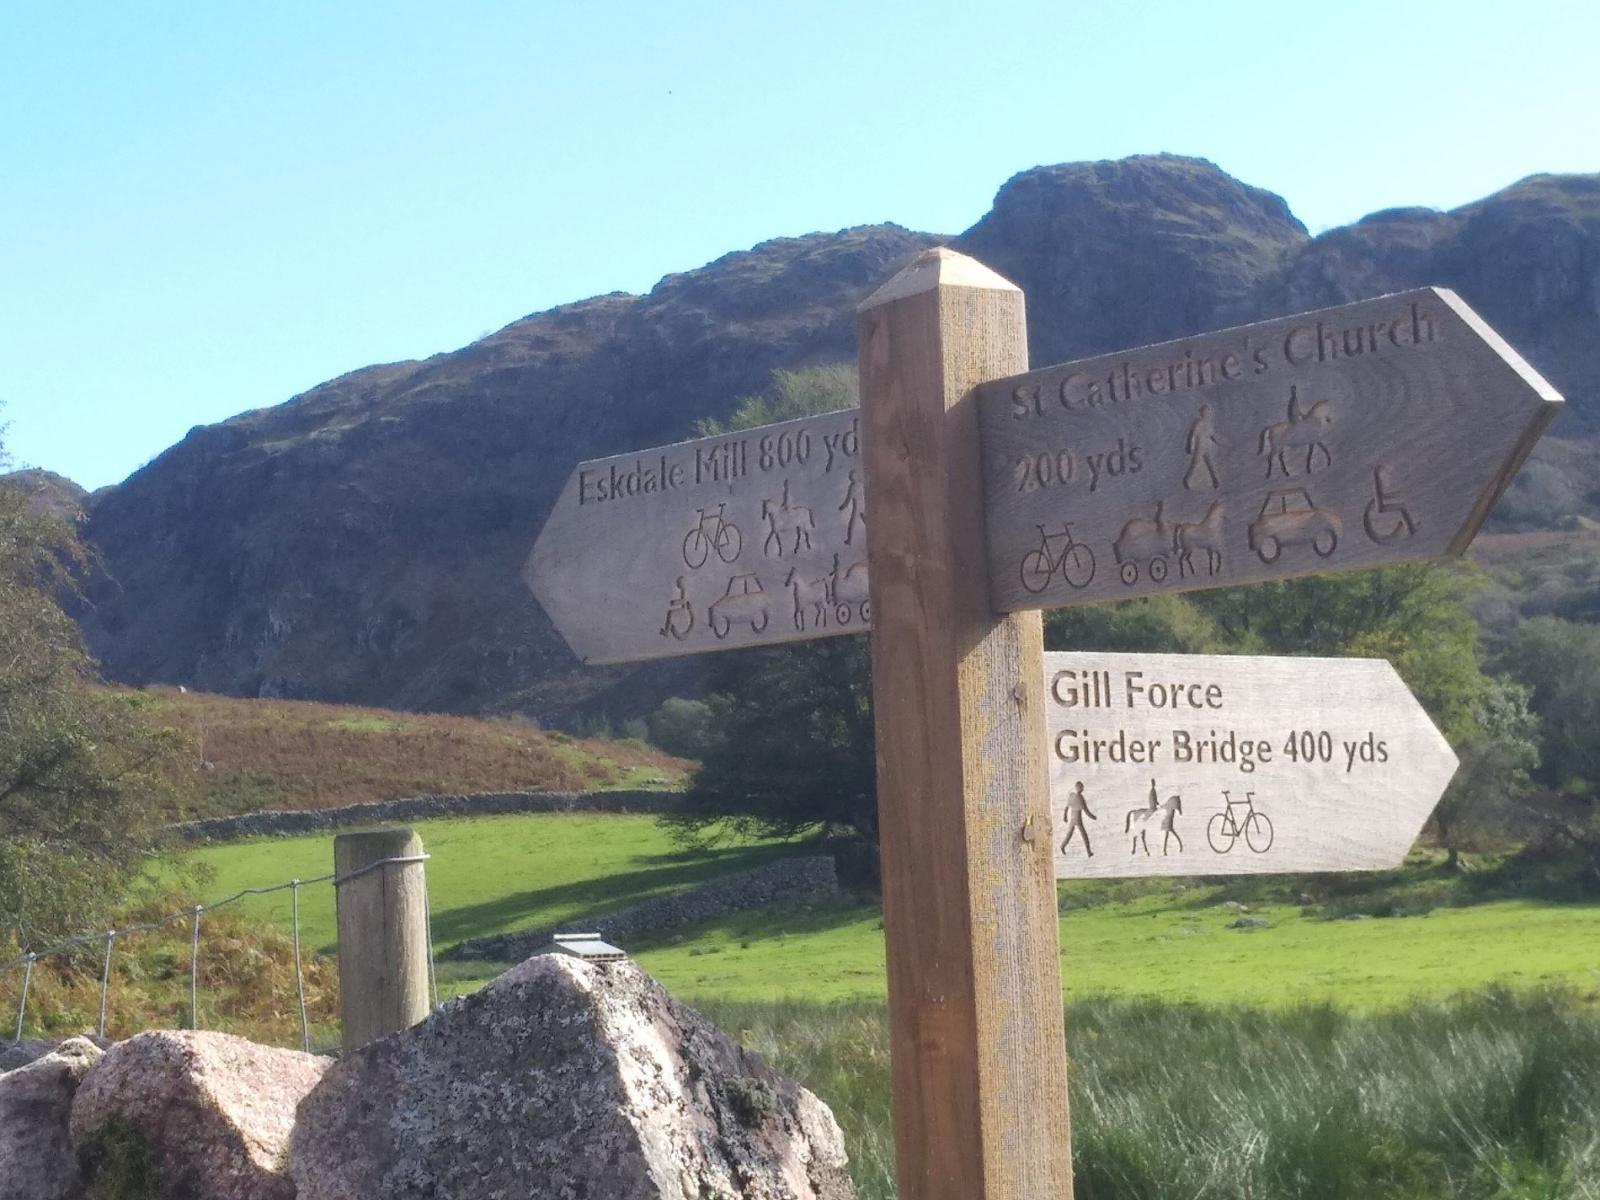 Eskdale Mill 800 yd
St Catherine's Church
200 yds
Gill Force
Girder Bridge 400 yds